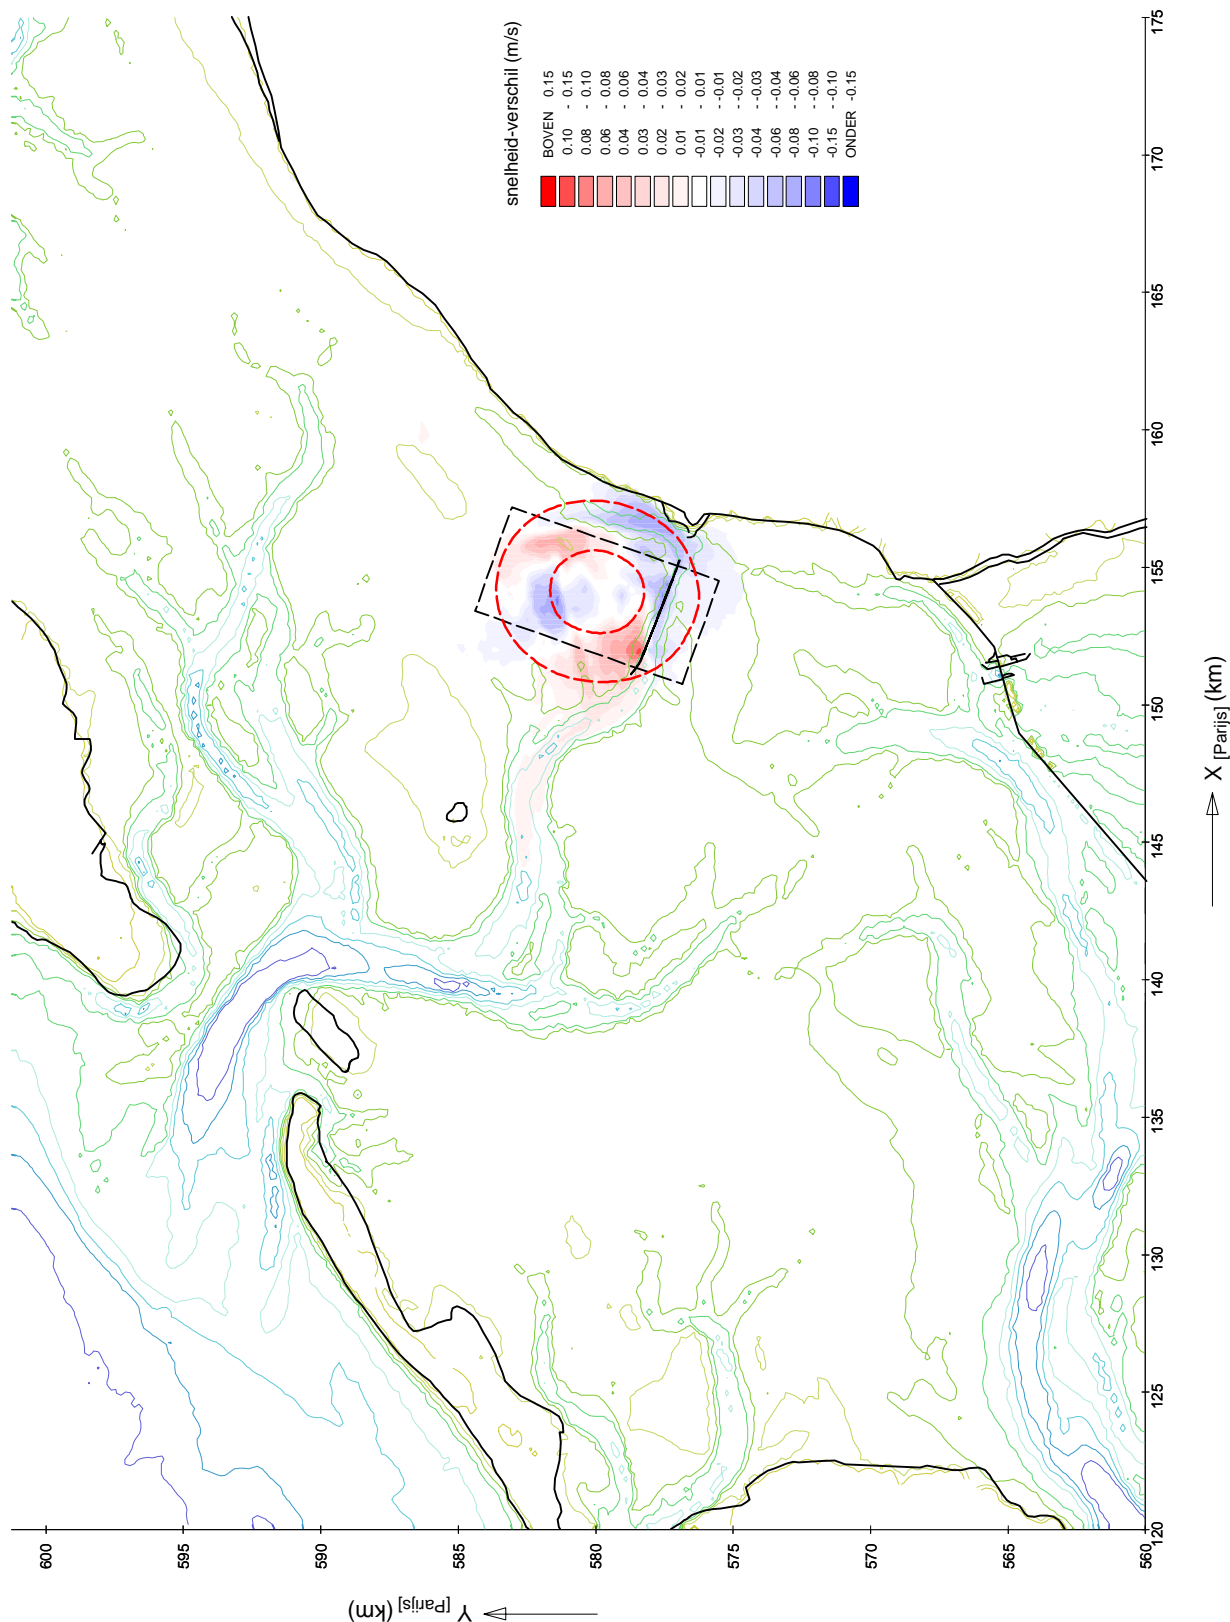 snelheid-verschil (m/s)
BOVEN 0.15
0.10 - 0.15
0.08 - 0.10
0.06 - 0.08
0.04 - 0.06
0.03 - 0.04
0.02 - 0.03
0.01 - 0.02
-0.01 - 0.01
-0.02 - -0.01
-0.03 - -0.02
-0.04 - -0.03
-0.06 - -0.04
-0.08 - -0.06
-0.10 - -0.08
-0.15 - -0.10
ONDER -0.15
600
595
590
585
580
575
570
565
560
Y [Parijs] (km)
120
125
130
135
140
145
150
155
160
165
170
175
X [Parijs] (km)